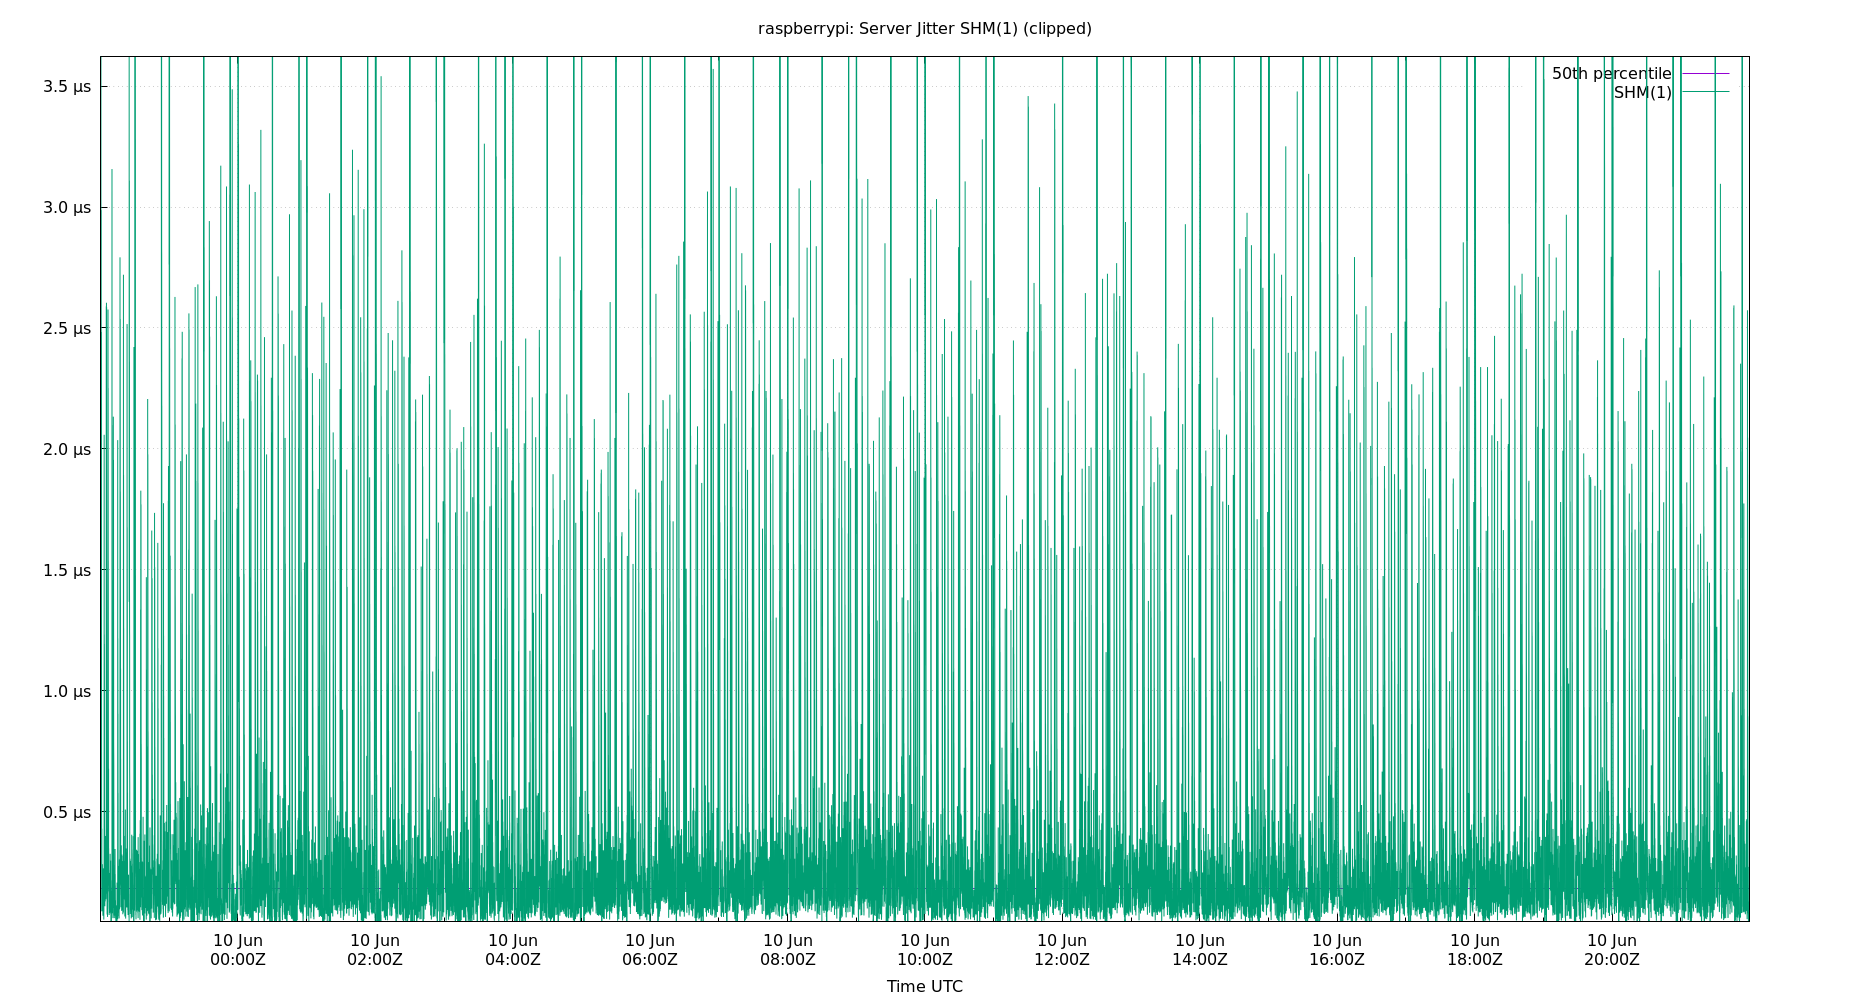 raspberrypi: Server Jitter SHM(1) (clipped)
50th percentile
SHM(1)
3.5 µs
3.0 µs
2.5 µs
2.0 µs
1.5 µs
1.0 µs
0.5 µs
10 Jun 10 Jun 10 Jun 10 Jun 10 Jun 10 Jun 10 Jun 10 Jun 10 Jun 10 Jun 10 Jun
00:00Z 02:00Z 04:00Z 06:00Z 08:00Z 10:00Z 12:00Z 14:00Z 16:00Z 18:00Z 20:00Z
Time UTC